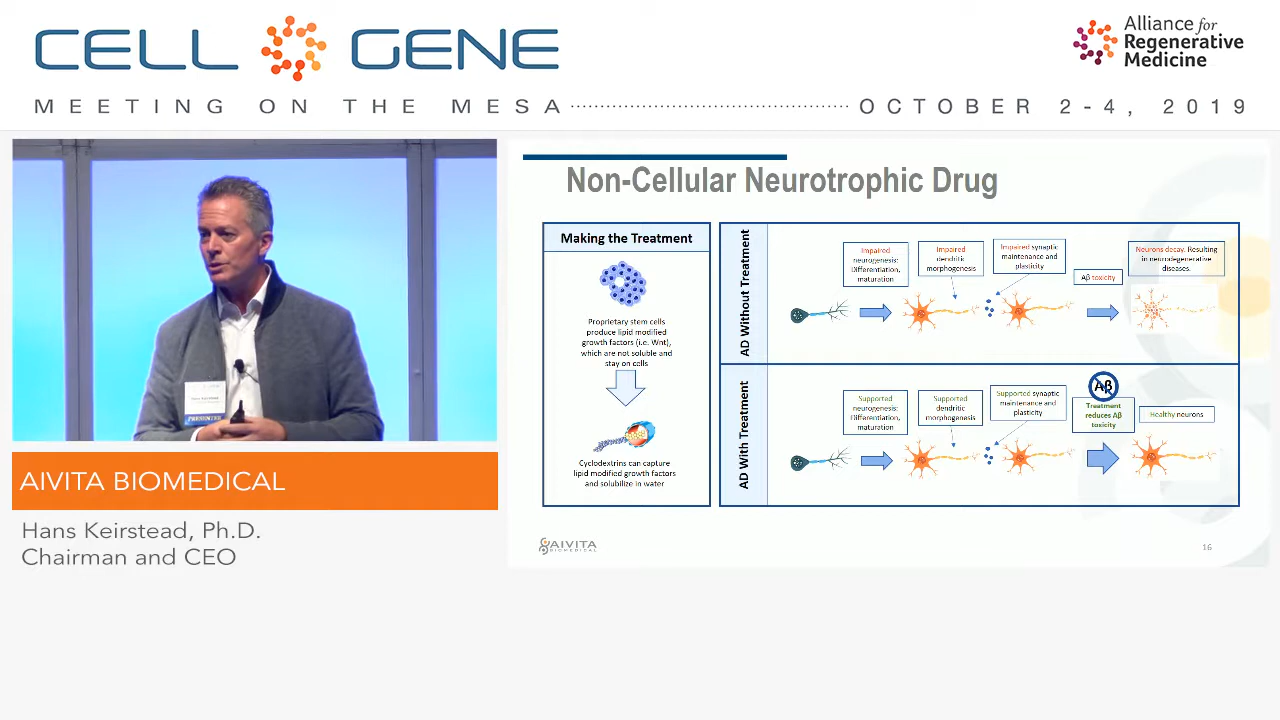 CELL GENE
MEETING ON THE MESA
OCTOBER 2-4, 2019
Alliance for
Regenerative
Medicine
PRESENTER
AIVITA BIOMEDICAL
Hans Keirstead, Ph.D.
Chairman and CEO
Non-Cellular Neurotrophic Drug
Making the Treatment
Proprietary stem cells
produce lipid modified
growth factors (i.e. Wnt),
which are not soluble and
stay on cells
Cyclodextrins can capture
lipid modified growth factors
and solubilize in water
AD Without Treatment
Impaired
neurogenesis:
Differentiation,
maturation
Impaired
dendritic
morphogenesis
Impaired synaptic
maintenance and
plasticity
Aβ toxicity
Neurons decay. Resulting
in neurodegenerative
diseases.
AD With Treatment
Supported
neurogenesis:
Differentiation,
maturation
Supported
dendritic
morphogenesis
Supported synaptic
maintenance and
plasticity
Aβ
Treatment
reduces Aβ
toxicity
Healthy neurons
AIVITA
BIOMEDICAL
16